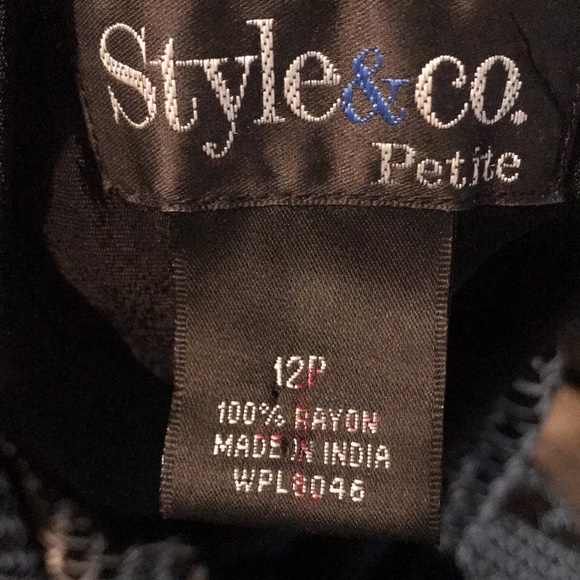 Style&co.
Petite
12P
100% RAYON
MADE IN INDIA
WPL8046